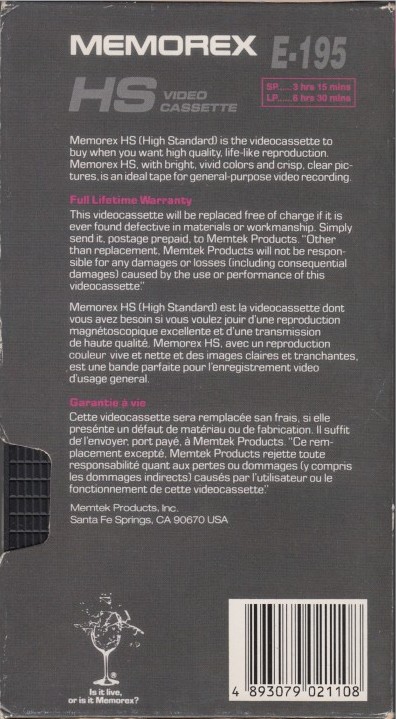 MEMOREX E-195
HS VIDEO CASSETTE
SP.....3 hrs 15 mins
LP.....6 hrs 30 mins
Memorex HS (High Standard) is the videocassette to
buy when you want high quality, life-like reproduction.
Memorex HS, with bright, vivid colors and crisp, clear pic-
tures, is an ideal tape for general-purpose video recording.
Full Lifetime Warranty
This videocassette will be replaced free of charge if it is
ever found defective in materials or workmanship. Simply
send it, postage prepaid, to Memtek Products. "Other
than replacement, Memtek Products will not be respon-
sible for any damages or losses (including consequential
damages) caused by the use or performance of this
videocassette."
Memorex HS (High Standard) est la videocassette dont
vous avez besoin si vous voulez jouir d'une reproduction
magnétoscopique excellente et d'une transmission
de haute qualité. Memorex HS, avec un reproduction
couleur vive et nette et des images claires et tranchantes,
est une bande parfaite pour l'enregistrement video
d'usage general.
Garantie à vie
Cette videocassette sera remplacée san frais, si elle
presénte un défaut de matériau ou de fabrication. Il suffit
de l'envoyer, port payé, à Memtek Products. "Ce rem-
placement excepté, Memtek Products rejette toute
responsabilité quant aux pertes ou dommages (y compris
les dommages indirects) causés par l'utilisateur ou le
fonctionnement de cette videocassette."
Memtek Products, Inc.
Santa Fe Springs, CA 90670 USA
®
Is it live,
or is it Memorex?
4 893079 021108